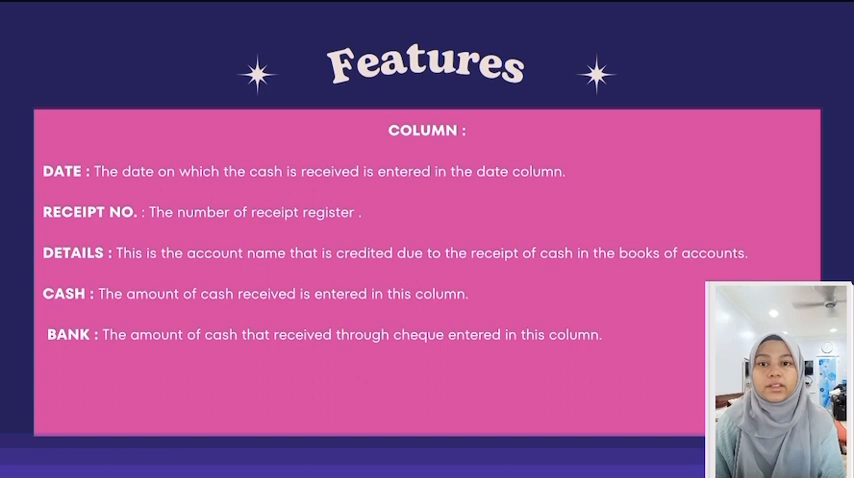 Features
COLUMN :
DATE : The date on which the cash is received is entered in the date column.
RECEIPT NO. : The number of receipt register .
DETAILS : This is the account name that is credited due to the receipt of cash in the books of accounts.
CASH : The amount of cash received is entered in this column.
BANK : The amount of cash that received through cheque entered in this column.